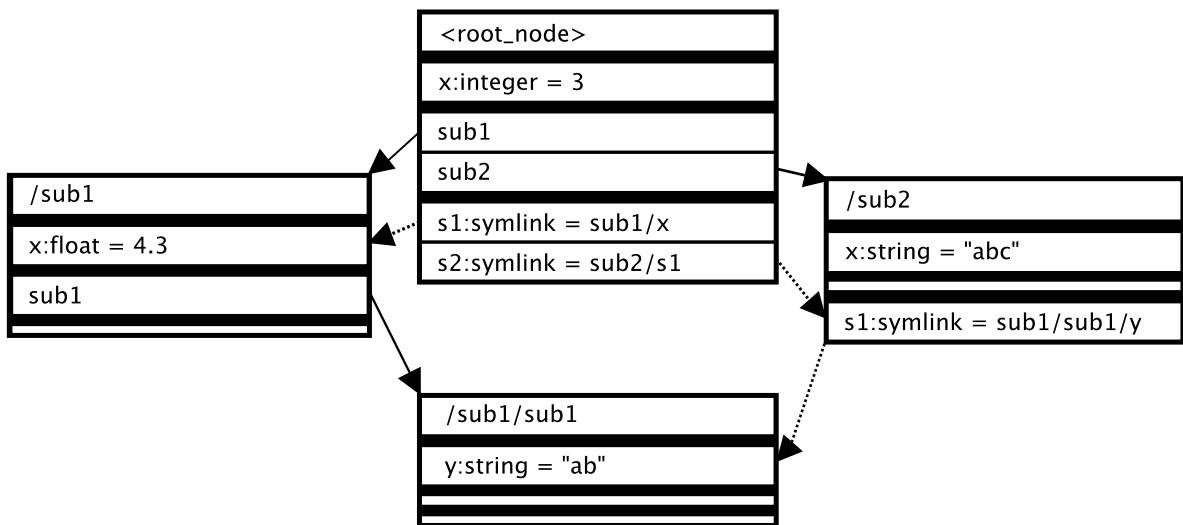 <root_node>
x:integer = 3
sub1
sub2
s1:symlink = sub1/x
s2:symlink = sub2/s1
/sub1
x:float = 4.3
sub1
/sub2
x:string = "abc"
s1:symlink = sub1/sub1/y
/sub1/sub1
y:string = "ab"